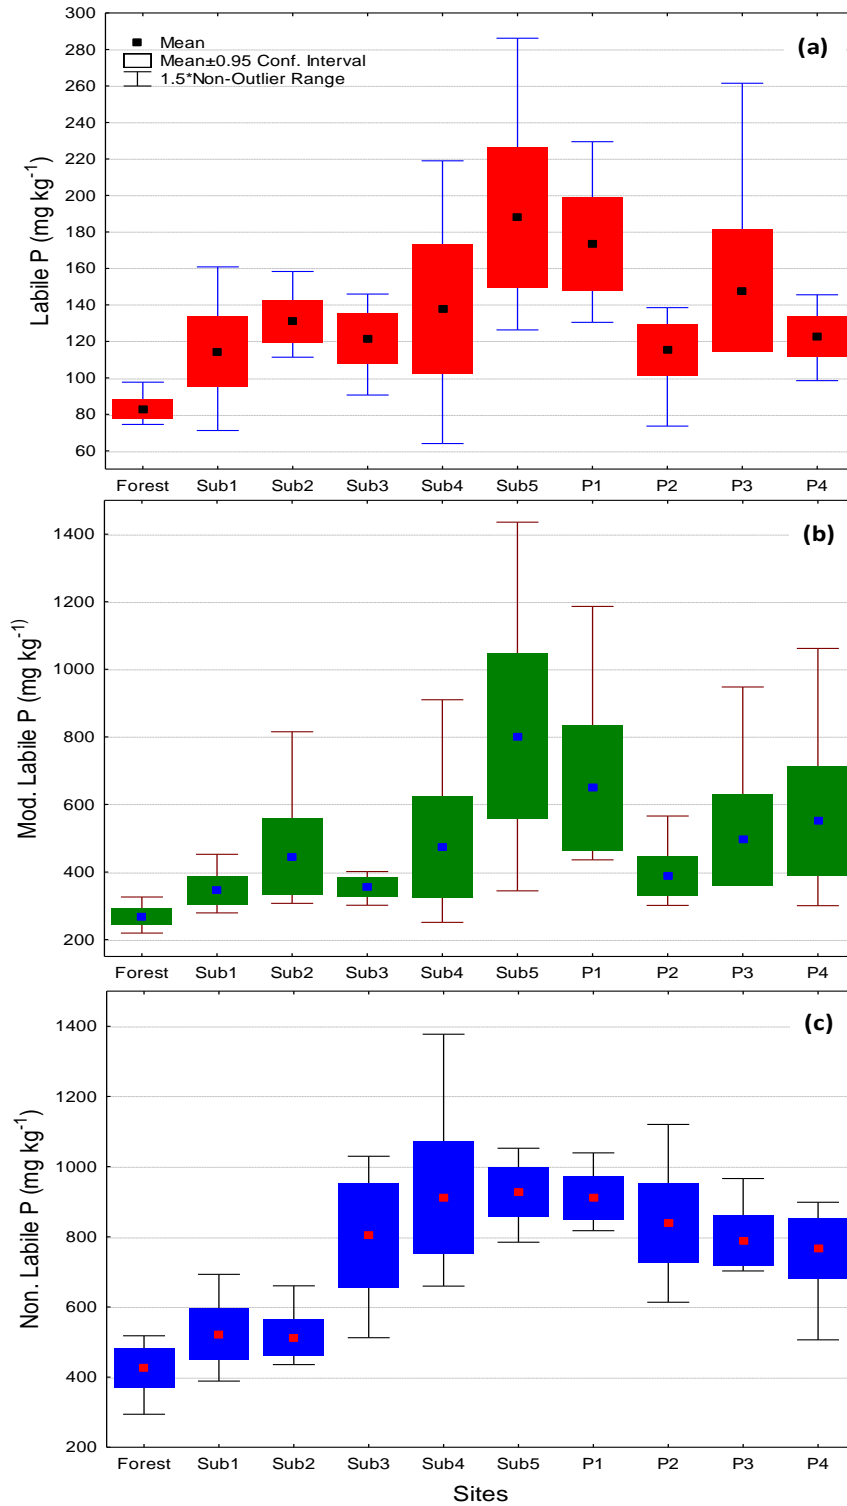 (a)
Mean
Mean±0.95 Conf. Interval
1.5*Non-Outlier Range
Labile P (mg kg⁻¹)
300
280
260
240
220
200
180
160
140
120
100
80
60
Forest Sub1 Sub2 Sub3 Sub4 Sub5 P1 P2 P3 P4
(b)
Mod. Labile P (mg kg⁻¹)
1400
1200
1000
800
600
400
200
Forest Sub1 Sub2 Sub3 Sub4 Sub5 P1 P2 P3 P4
(c)
Non. Labile P (mg kg⁻¹)
1400
1200
1000
800
600
400
200
Forest Sub1 Sub2 Sub3 Sub4 Sub5 P1 P2 P3 P4
Sites